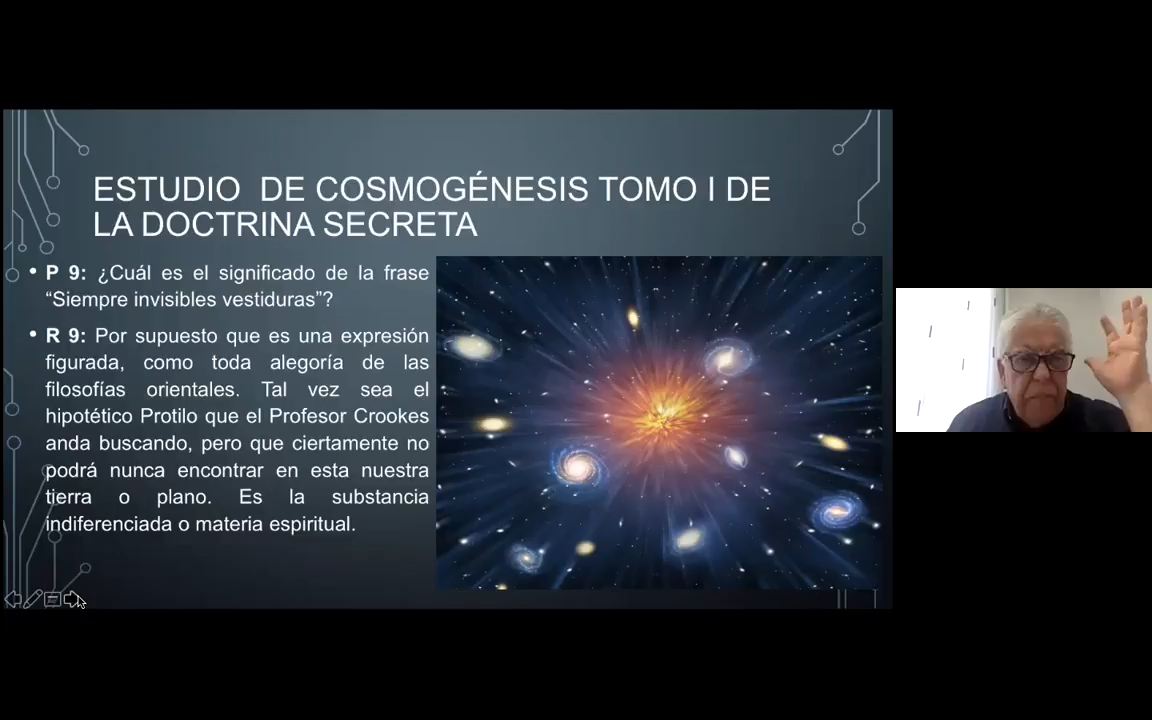 ESTUDIO DE COSMOGÉNESIS TOMO I DE
LA DOCTRINA SECRETA
• P 9: ¿Cuál es el significado de la frase
“Siempre invisibles vestiduras”?
• R 9: Por supuesto que es una expresión
figurada, como toda alegoría de las
filosofías orientales. Tal vez sea el
hipotético Protilo que el Profesor Crookes
anda buscando, pero que ciertamente no
podrá nunca encontrar en esta nuestra
tierra o plano. Es la substancia
indiferenciada o materia espiritual.